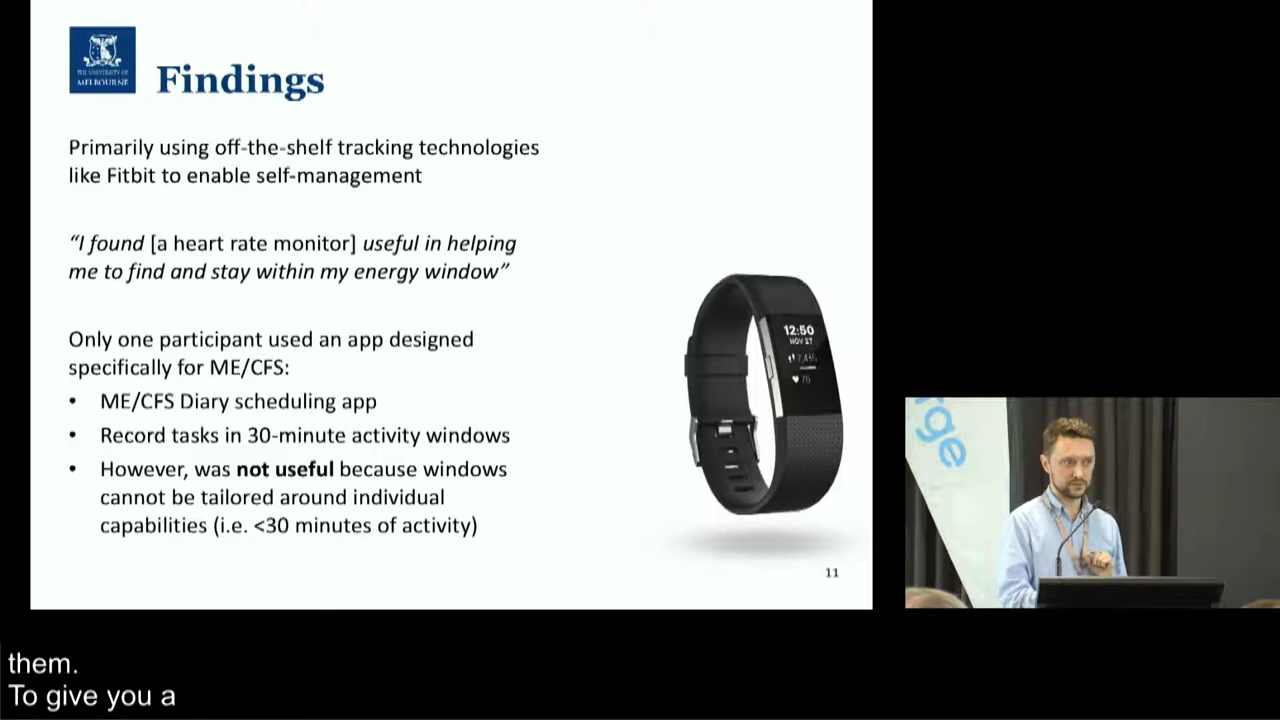 THE UNIVERSITY OF
MELBOURNE
Findings
Primarily using off-the-shelf tracking technologies
like Fitbit to enable self-management
“I found [a heart rate monitor] useful in helping
me to find and stay within my energy window”
Only one participant used an app designed
specifically for ME/CFS:
• ME/CFS Diary scheduling app
• Record tasks in 30-minute activity windows
• However, was not useful because windows
cannot be tailored around individual
capabilities (i.e. <30 minutes of activity)
12:50
NOV 27
76
11
rge
them.
To give you a